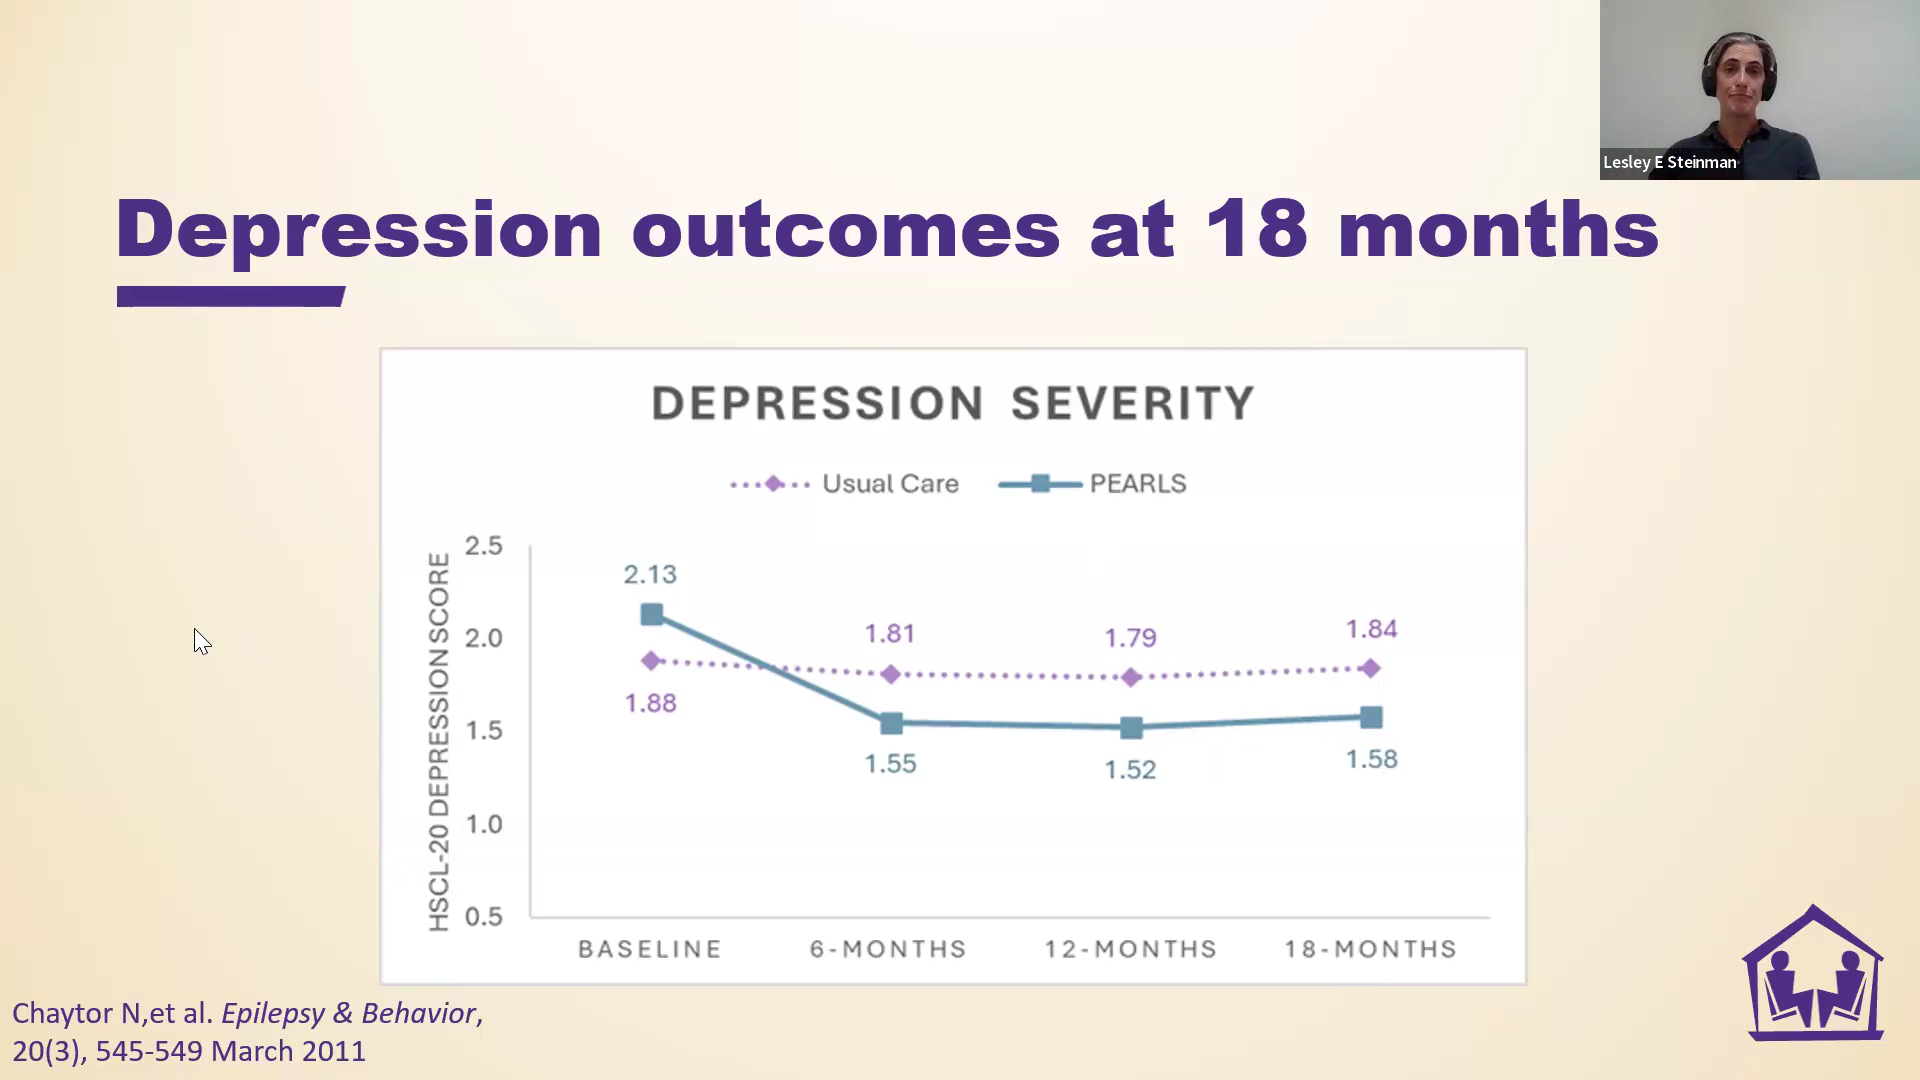 Lesley E Steinman
Depression outcomes at 18 months
DEPRESSION SEVERITY
Usual Care PEARLS
HSCL-20 DEPRESSION SCORE
2.5
2.0
1.5
1.0
0.5
2.13
1.88
1.81
1.55
1.79
1.52
1.84
1.58
BASELINE 6-MONTHS 12-MONTHS 18-MONTHS
Chaytor N,et al. Epilepsy & Behavior,
20(3), 545-549 March 2011